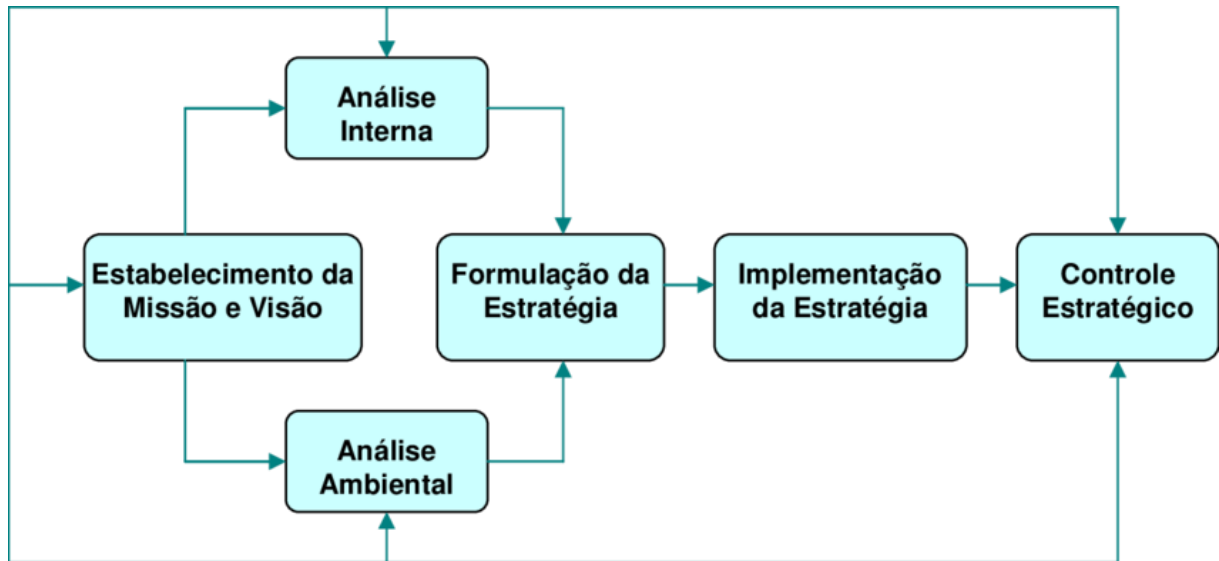 Análise
Interna
Estabelecimento da
Missão e Visão
Formulação da
Estratégia
Implementação
da Estratégia
Controle
Estratégico
Análise
Ambiental